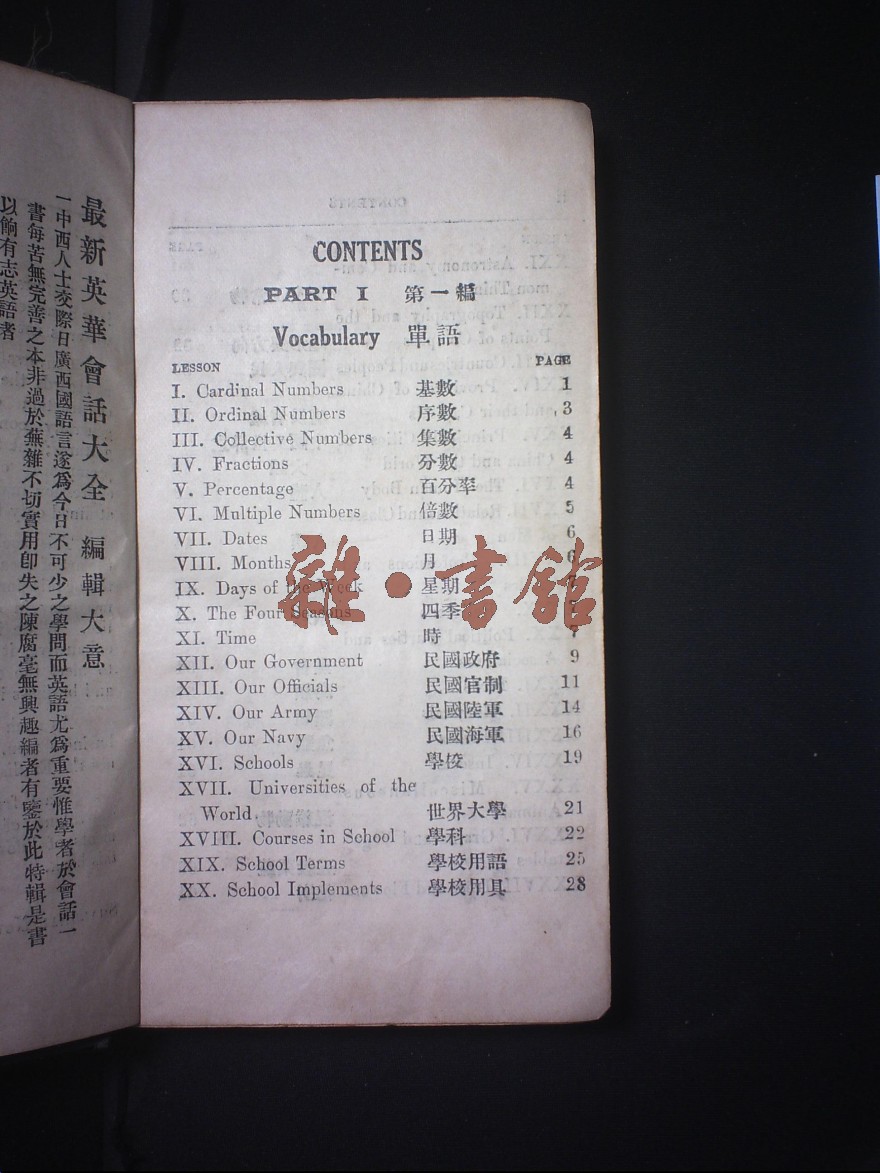 最新英華會話大全 編輯大意
一中西人士交際日廣西國語言遂爲今日不可少之學問而英語尤爲重要惟學者於會話一
書每苦無完善之本非過於蕪雜不切實用卽失之陳腐毫無興趣編者有鑒於此特輯是書
以餉有志英語者
CONTENTS
PART I 第一編
Vocabulary 單語
LESSON PAGE
I. Cardinal Numbers 基數 1
II. Ordinal Numbers 序數 3
III. Collective Numbers 集數 4
IV. Fractions 分數 4
V. Percentage 百分率 4
VI. Multiple Numbers 倍數 5
VII. Dates 日期 6
VIII. Months 月 6
IX. Days of the Week 星期
X. The Four Seasons 四季
XI. Time 時 7
XII. Our Government 民國政府 9
XIII. Our Officials 民國官制 11
XIV. Our Army 民國陸軍 14
XV. Our Navy 民國海軍 16
XVI. Schools 學校 19
XVII. Universities of the
World 世界大學 21
XVIII. Courses in School 學科 22
XIX. School Terms 學校用語 25
XX. School Implements 學校用具 28
雜·書館